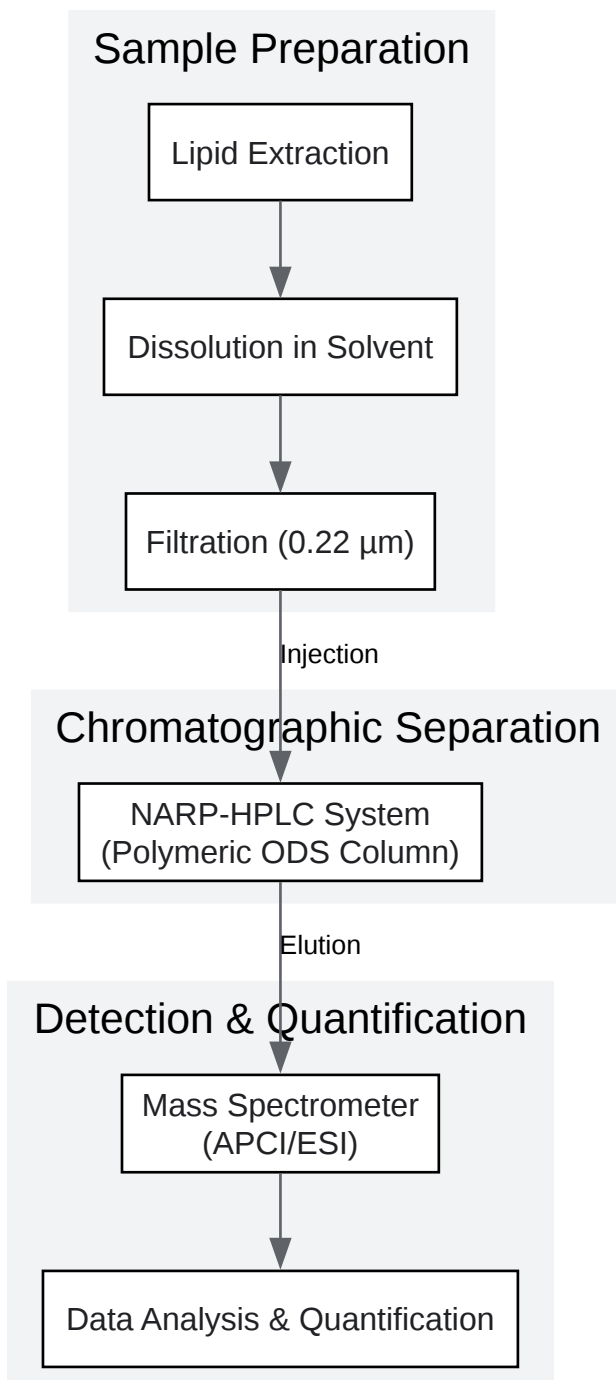 Sample Preparation
Lipid Extraction
Dissolution in Solvent
Filtration (0.22 µm)
Injection
Chromatographic Separation
NARP-HPLC System
(Polymeric ODS Column)
Elution
Detection & Quantification
Mass Spectrometer
(APCI/ESI)
Data Analysis & Quantification